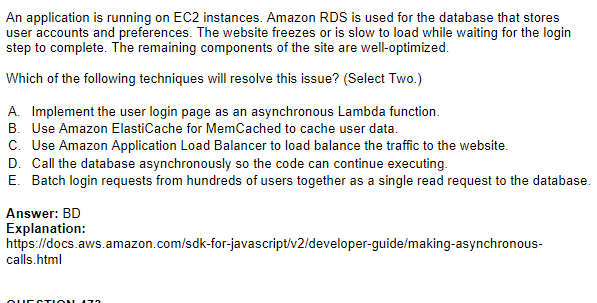 An application is running on EC2 instances. Amazon RDS is used for the database that stores
user accounts and preferences. The website freezes or is slow to load while waiting for the login
step to complete. The remaining components of the site are well-optimized.
Which of the following techniques will resolve this issue? (Select Two.)
A. Implement the user login page as an asynchronous Lambda function.
B. Use Amazon ElastiCache for MemCached to cache user data.
C. Use Amazon Application Load Balancer to load balance the traffic to the website.
D. Call the database asynchronously so the code can continue executing.
E. Batch login requests from hundreds of users together as a single read request to the database.
Answer: BD
Explanation:
https://docs.aws.amazon.com/sdk-for-javascript/v2/developer-guide/making-asynchronous-
calls.html